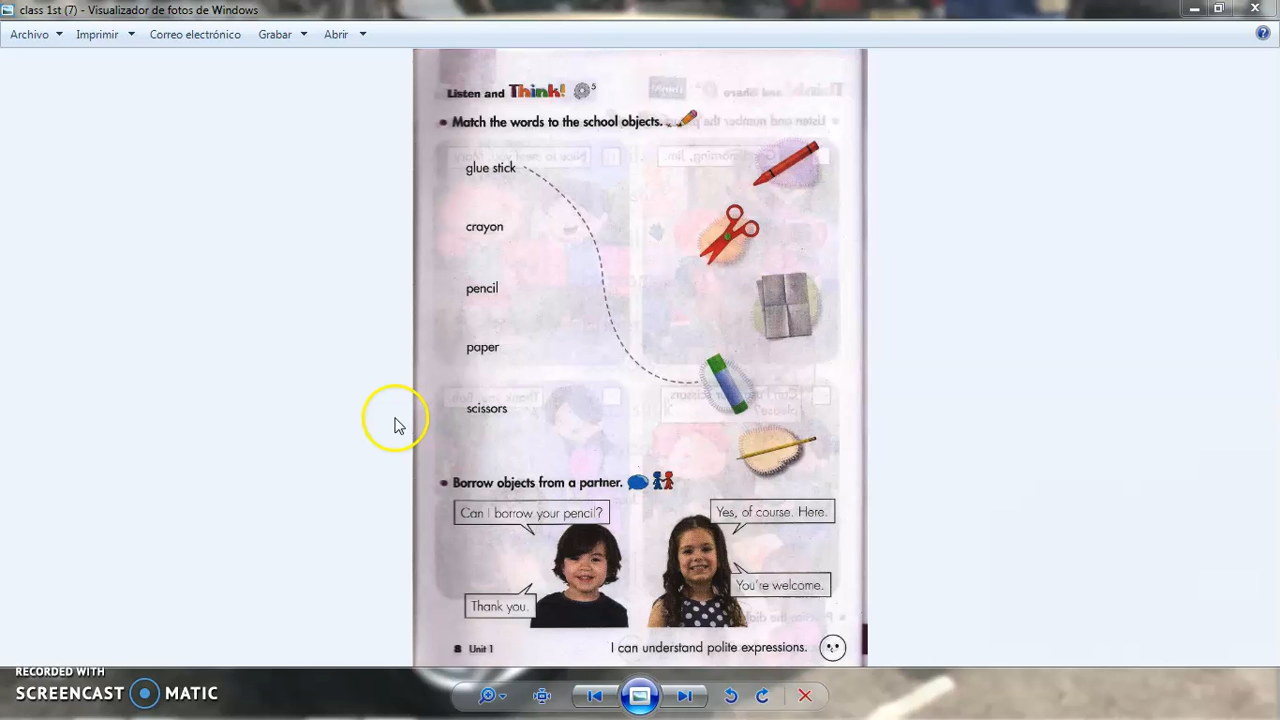 class 1st (7) - Visualizador de fotos de Windows
Archivo Imprimir Correo electrónico Grabar Abrir
Listen and Think! 5
Match the words to the school objects.
glue stick
crayon
pencil
paper
scissors
Borrow objects from a partner.
Can I borrow your pencil?
Yes, of course. Here.
You're welcome.
Thank you.
8 Unit 1
I can understand polite expressions.
RECORDED WITH
SCREENCAST MATIC